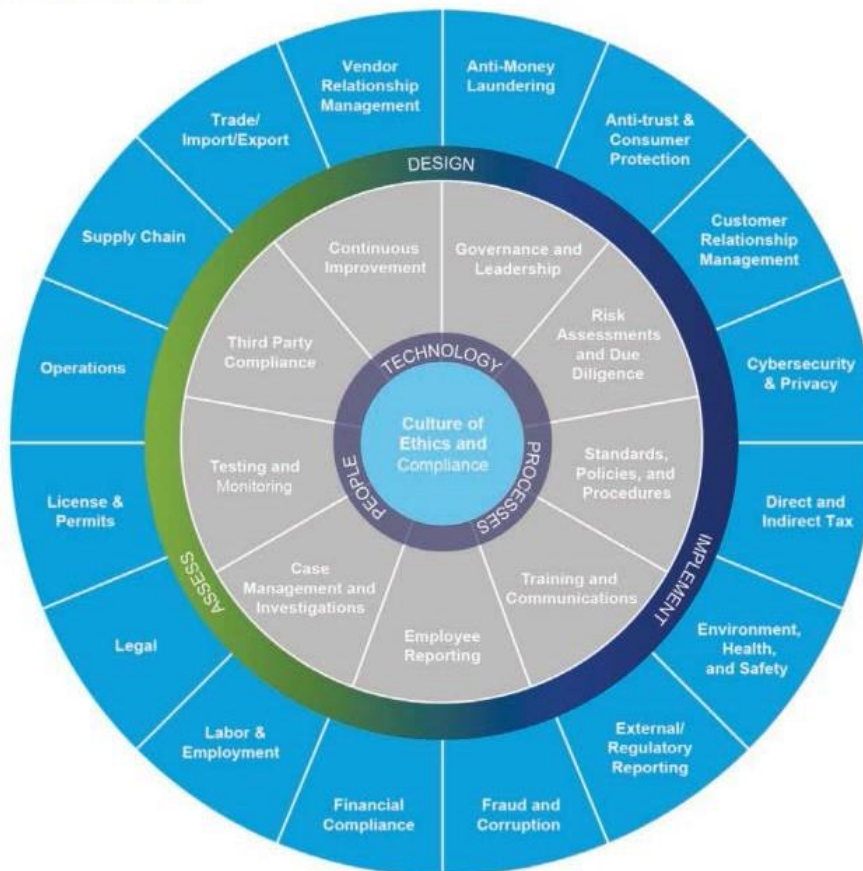 Vendor
Relationship
Management
Anti-Money
Laundering
Anti-trust &
Consumer
Protection
Customer
Relationship
Management
Cybersecurity
& Privacy
Direct and
Indirect Tax
Environment,
Health,
and Safety
External/
Regulatory
Reporting
Fraud and
Corruption
Financial
Compliance
Labor &
Employment
Legal
License &
Permits
Operations
Supply Chain
Trade/
Import/Export
DESIGN
IMPLEMENT
ASSESS
Continuous
Improvement
Governance and
Leadership
Risk
Assessments
and Due
Diligence
Standards,
Policies, and
Procedures
Training and
Communications
Employee
Reporting
Case
Management and
Investigations
Testing and
Monitoring
Third Party
Compliance
TECHNOLOGY
PROCESSES
PEOPLE
Culture of
Ethics and
Compliance